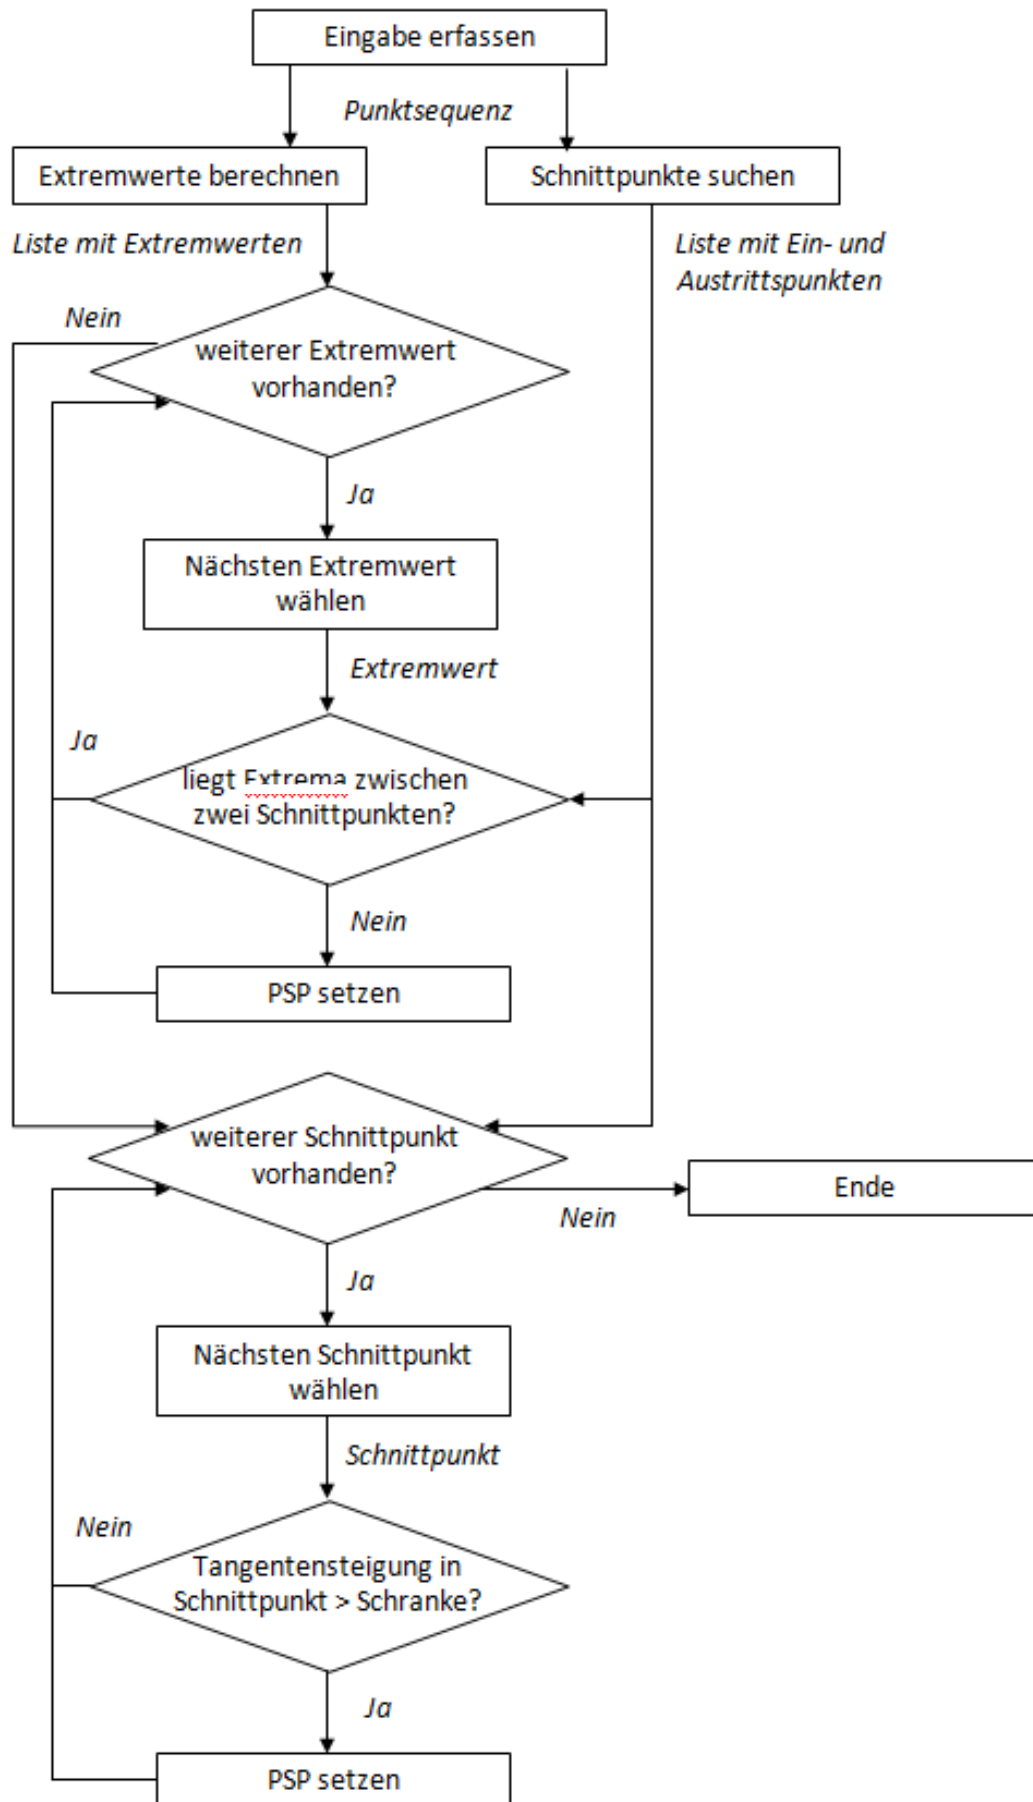 Eingabe erfassen
Punktsequenz
Extremwerte berechnen
Schnittpunkte suchen
Liste mit Extremwerten
Liste mit Ein- und
Austrittspunkten
Nein
weiterer Extremwert
vorhanden?
Ja
Nächsten Extremwert
wählen
Extremwert
Ja
liegt Extrema zwischen
zwei Schnittpunkten?
Nein
PSP setzen
weiterer Schnittpunkt
vorhanden?
Ende
Nein
Ja
Nächsten Schnittpunkt
wählen
Schnittpunkt
Nein
Tangentensteigung in
Schnittpunkt > Schranke?
Ja
PSP setzen